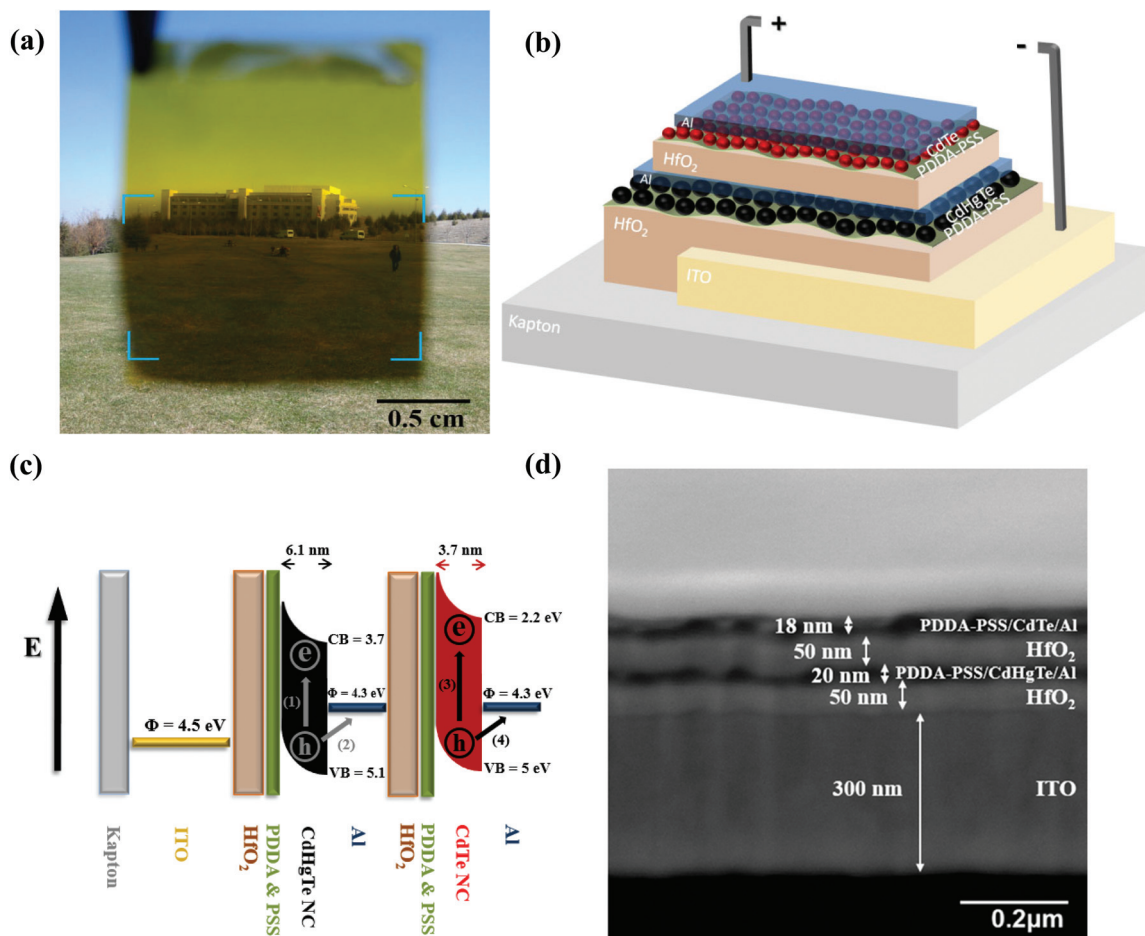 (a)
0.5 cm
(b)
+
-
Al
CdTe
PDDA-PSS
HfO₂
Al
CdHgTe
PDDA-PSS
HfO₂
ITO
Kapton
(c)
E
6.1 nm
3.7 nm
CB = 3.7
CB = 2.2 eV
e
e
(1)
(3)
Φ = 4.5 eV
Φ = 4.3 eV
Φ = 4.3 eV
h
(2)
h
(4)
VB = 5.1
VB = 5 eV
Kapton
ITO
HfO₂
PDDA & PSS
CdHgTe NC
Al
HfO₂
PDDA & PSS
CdTe NC
Al
(d)
18 nm PDDA-PSS/CdTe/Al
50 nm HfO₂
20 nm PDDA-PSS/CdHgTe/Al
50 nm HfO₂
300 nm ITO
0.2μm